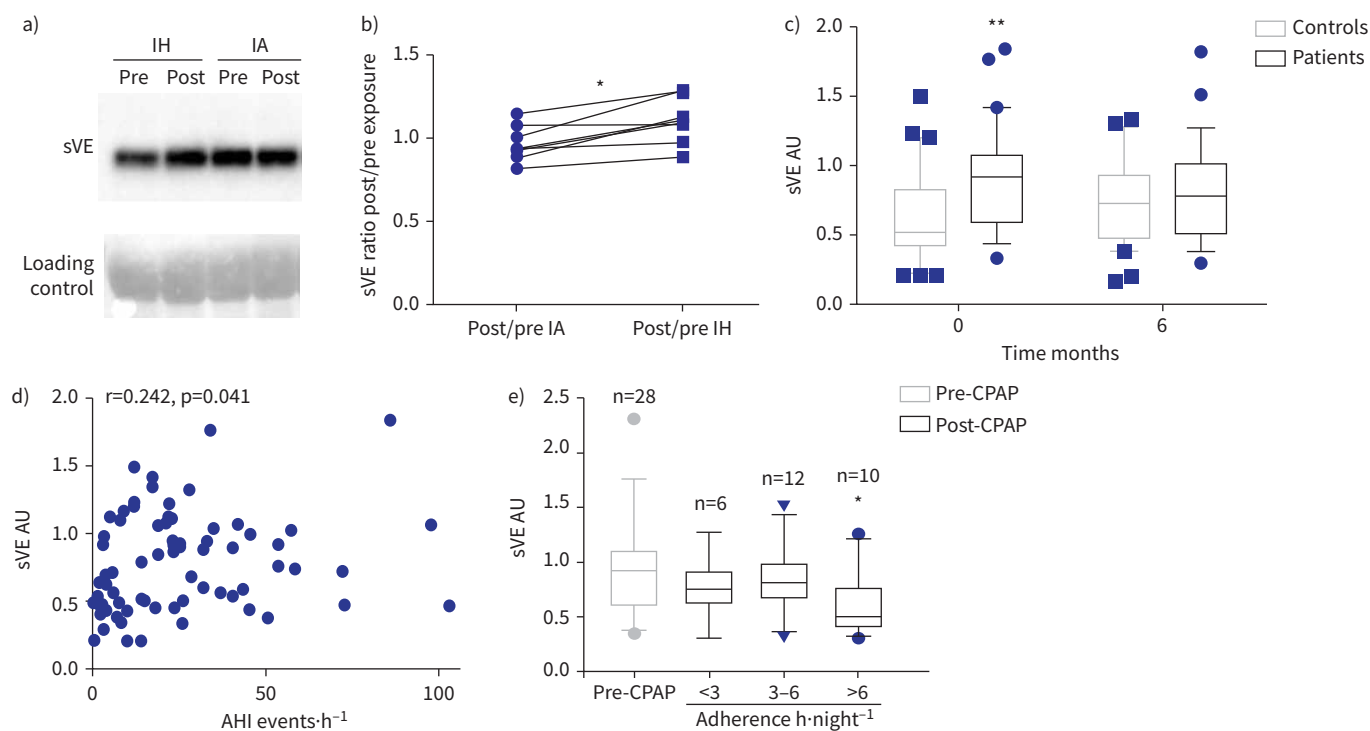 a)
IH IA
Pre Post Pre Post
sVE
Loading
control
b)
sVE ratio post/pre exposure
1.5
1.0
0.5
0.0
*
Post/pre IA Post/pre IH
c)
sVE AU
2.0
1.5
1.0
0.5
0.0
**
0 6
Time months
Controls
Patients
d)
r=0.242, p=0.041
sVE AU
2.0
1.5
1.0
0.5
0.0
0 50 100
AHI events·h⁻¹
e)
sVE AU
2.5
2.0
2.5
1.0
0.5
0.0
n=28
n=6
n=12
n=10
*
Pre-CPAP <3 3–6 >6
Adherence h·night⁻¹
Pre-CPAP
Post-CPAP